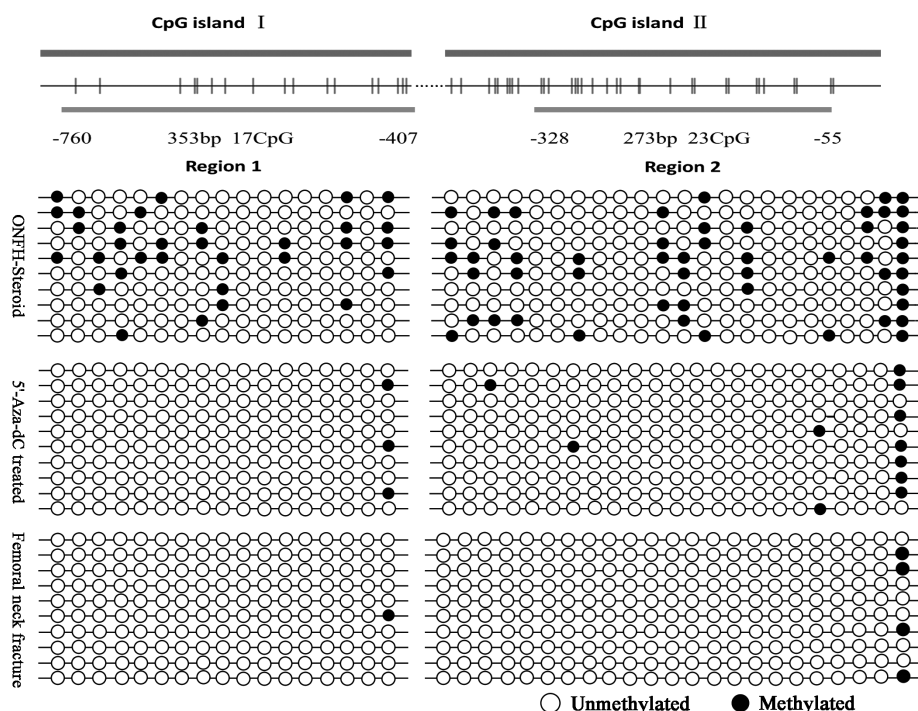 CpG island I
CpG island II
-760 353bp 17CpG -407
-328 273bp 23CpG -55
Region 1
Region 2
ONFH-Steroid
5'-Aza-dC treated
Femoral neck fracture
Unmethylated
Methylated